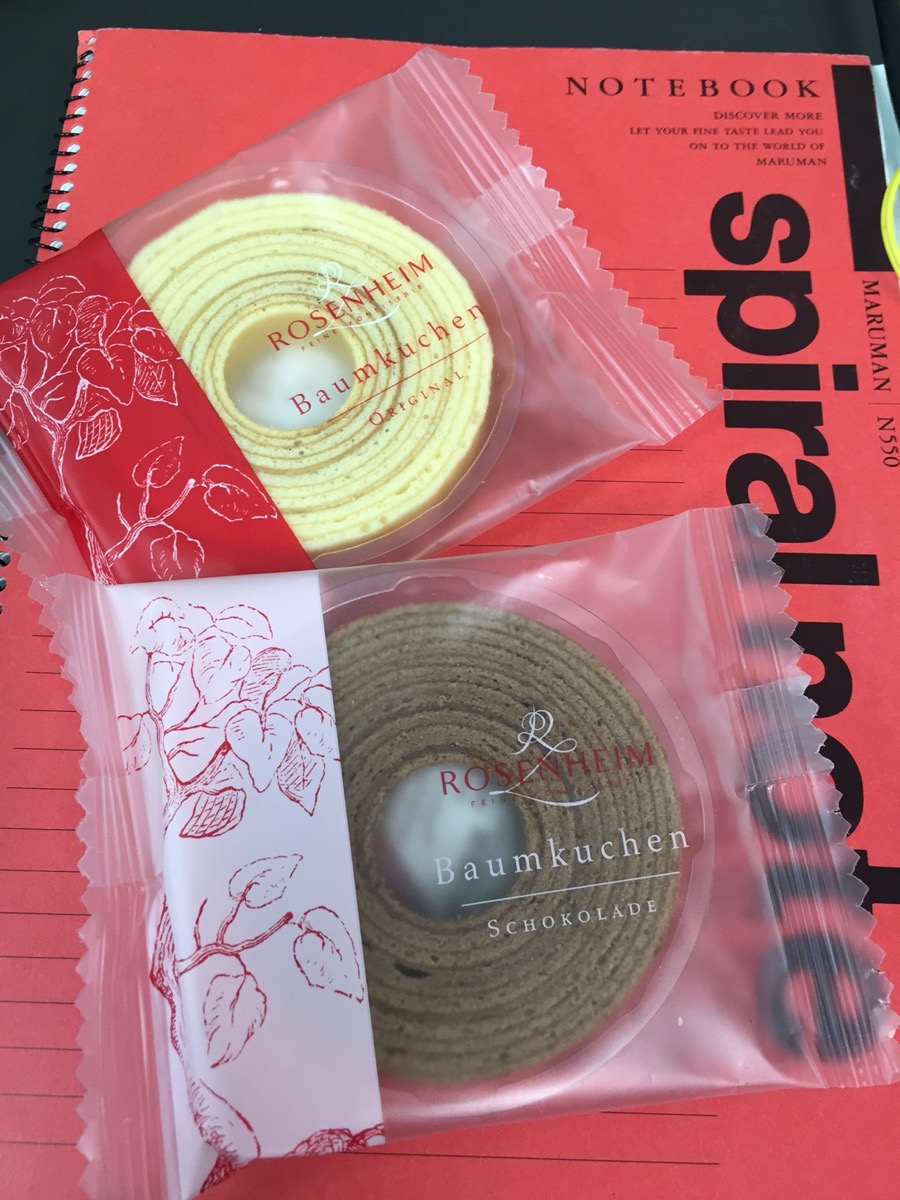 NOTEBOOK
DISCOVER MORE
LET YOUR FINE TASTE LEAD YOU
ON TO THE WORLD OF
MARUMAN
spiral note
MARUMAN N550
R
ROSENHEIM
Baumkuchen
ORIGINAL
R
ROSENHEIM
Baumkuchen
SCHOKOLADE